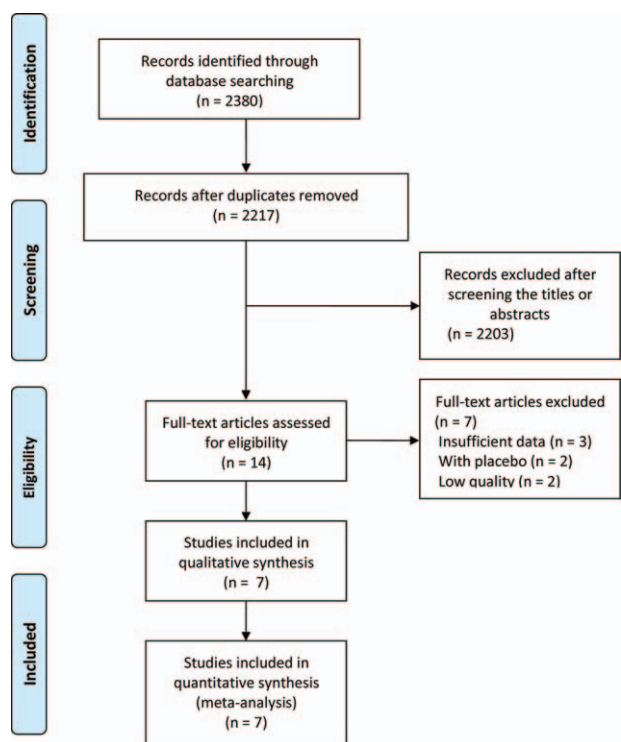 Identification
Records identified through
database searching
(n = 2380)
Records after duplicates removed
(n = 2217)
Screening
Records excluded after
screening the titles or
abstracts
(n = 2203)
Eligibility
Full-text articles assessed
for eligibility
(n = 14)
Full-text articles excluded
(n = 7)
Insufficient data (n = 3)
With placebo (n = 2)
Low quality (n = 2)
Studies included in
qualitative synthesis
(n = 7)
Included
Studies included in
quantitative synthesis
(meta-analysis)
(n = 7)